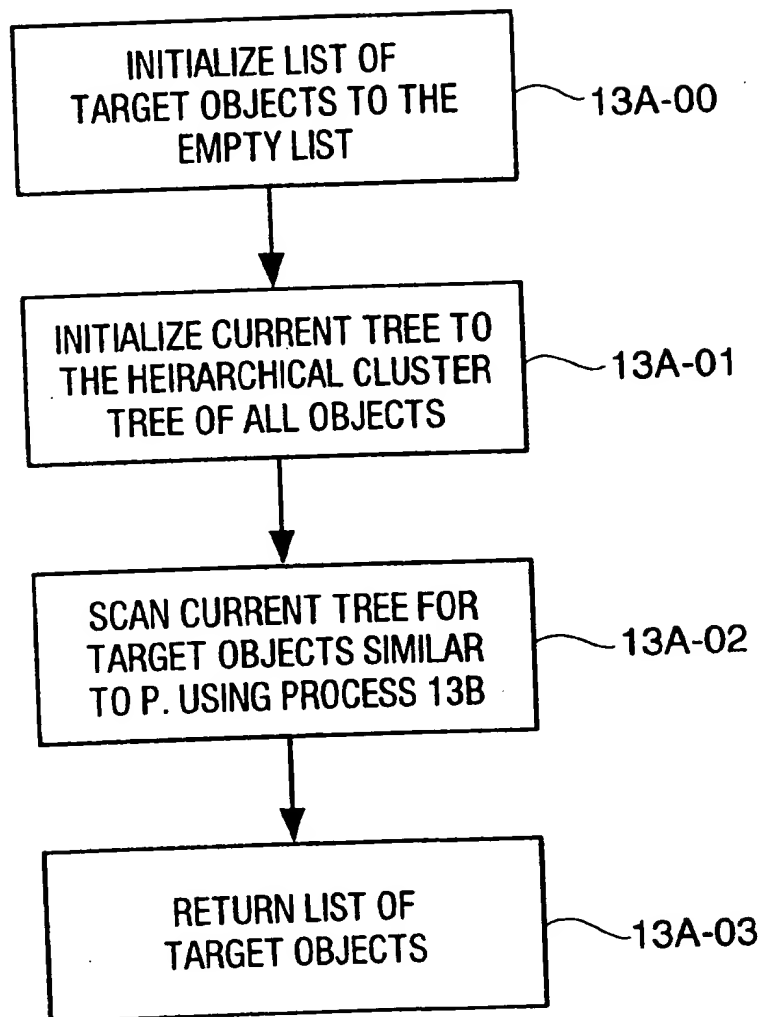 INITIALIZE LIST OF
TARGET OBJECTS TO THE
EMPTY LIST
13A-00
INITIALIZE CURRENT TREE TO
THE HEIRARCHICAL CLUSTER
TREE OF ALL OBJECTS
13A-01
SCAN CURRENT TREE FOR
TARGET OBJECTS SIMILAR
TO P. USING PROCESS 13B
13A-02
RETURN LIST OF
TARGET OBJECTS
13A-03